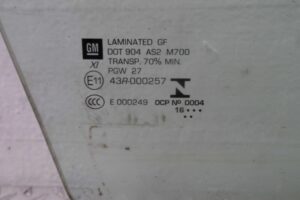 GM
LAMINATED GF
DOT 904 AS2 M700
XI
TRANSP. 70% MIN.
PGW 27
E11 43R-000257
N
CCC E 000249
OCP Nº 0004
16